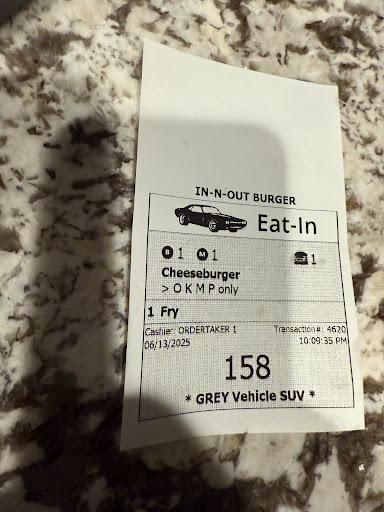 IN-N-OUT BURGER
Eat-In
B 1 M 1 1
Cheeseburger
> O K M P only
1 Fry
Cashier: ORDERTAKER 1 Transaction#: 4620
06/13/2025 10:09:35 PM
158
* GREY Vehicle SUV *